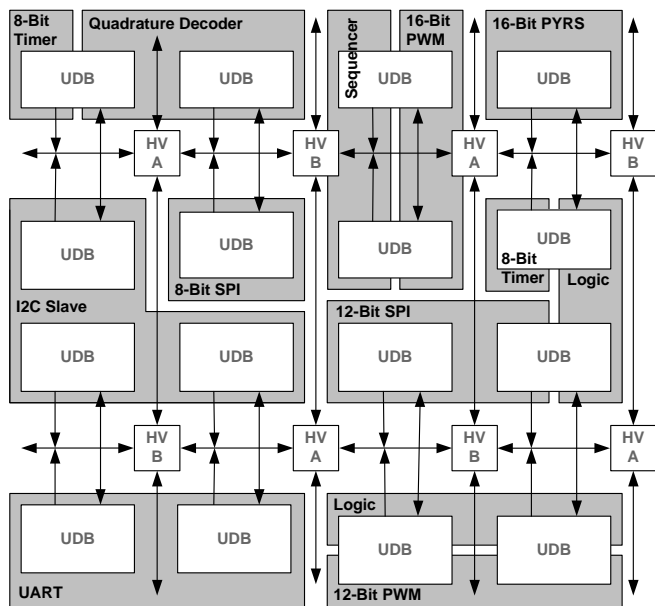 8-Bit
Timer
Quadrature Decoder
Sequencer
16-Bit
PWM
16-Bit PYRS
UDB
UDB
UDB
UDB
HV
A
HV
B
HV
A
HV
B
UDB
UDB
UDB
UDB
8-Bit
Timer
Logic
8-Bit SPI
I2C Slave
12-Bit SPI
UDB
UDB
UDB
UDB
HV
B
HV
A
HV
B
HV
A
Logic
UDB
UDB
UDB
UDB
UART
12-Bit PWM